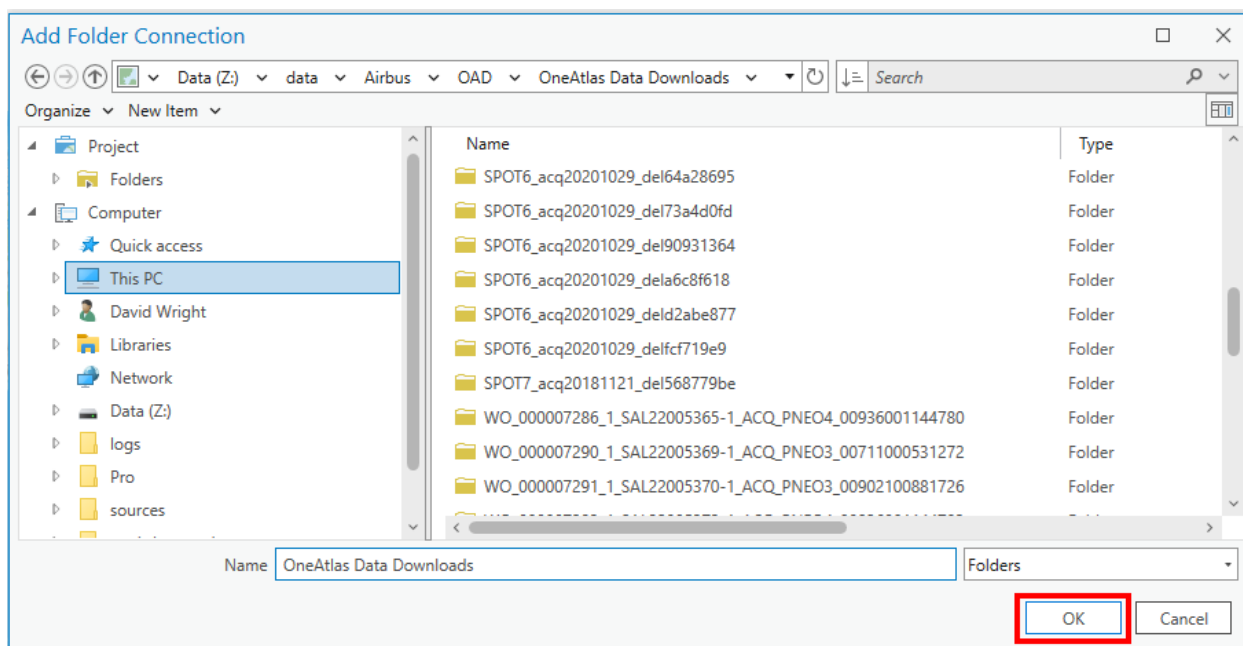 Add Folder Connection
Data (Z:) data Airbus OAD OneAtlas Data Downloads Search
Organize New Item
Project
Folders
Computer
Quick access
This PC
David Wright
Libraries
Network
Data (Z:)
logs
Pro
sources
Name Type
SPOT6_acq20201029_del64a28695 Folder
SPOT6_acq20201029_del73a4d0fd Folder
SPOT6_acq20201029_del90931364 Folder
SPOT6_acq20201029_dela6c8f618 Folder
SPOT6_acq20201029_deld2abe877 Folder
SPOT6_acq20201029_delfcf719e9 Folder
SPOT7_acq20181121_del568779be Folder
WO_000007286_1_SAL22005365-1_ACQ_PNEO4_00936001144780 Folder
WO_000007290_1_SAL22005369-1_ACQ_PNEO3_00711000531272 Folder
WO_000007291_1_SAL22005370-1_ACQ_PNEO3_00902100881726 Folder
Name OneAtlas Data Downloads Folders
OK Cancel